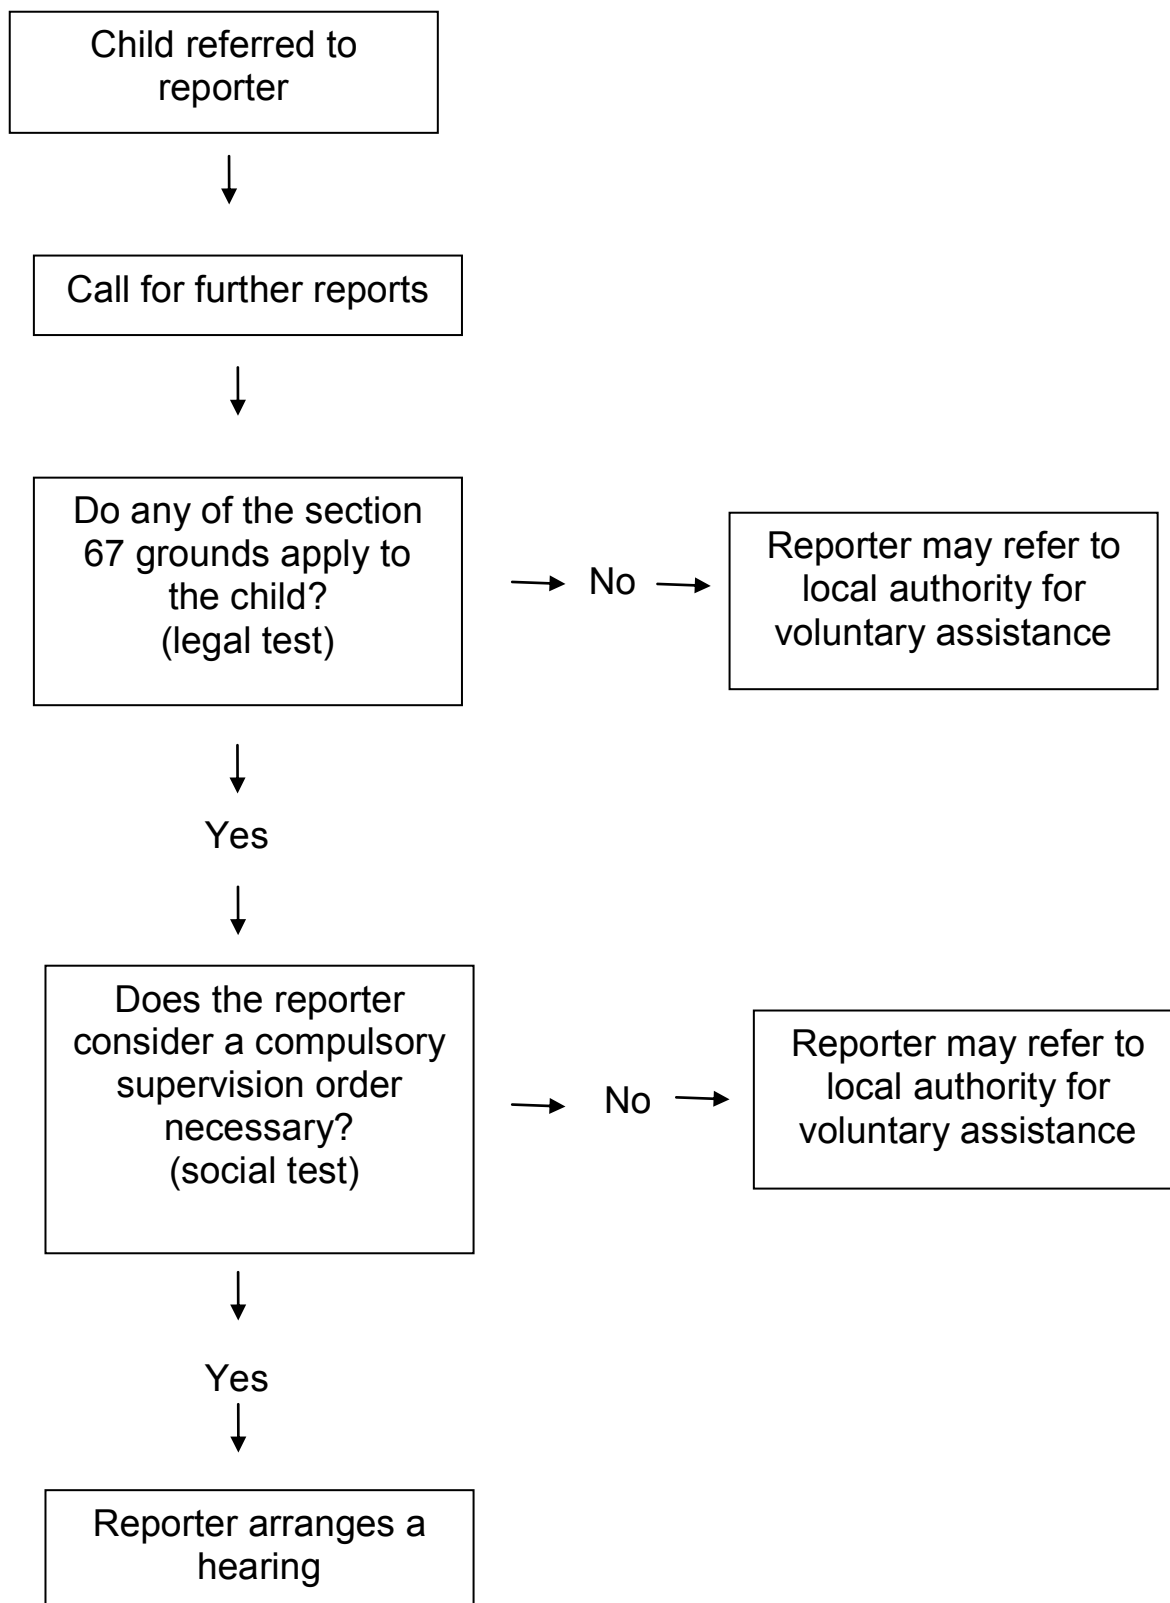 Child referred to
reporter
Call for further reports
Do any of the section
67 grounds apply to
the child?
(legal test)
No
Reporter may refer to
local authority for
voluntary assistance
Yes
Does the reporter
consider a compulsory
supervision order
necessary?
(social test)
No
Reporter may refer to
local authority for
voluntary assistance
Yes
Reporter arranges a
hearing